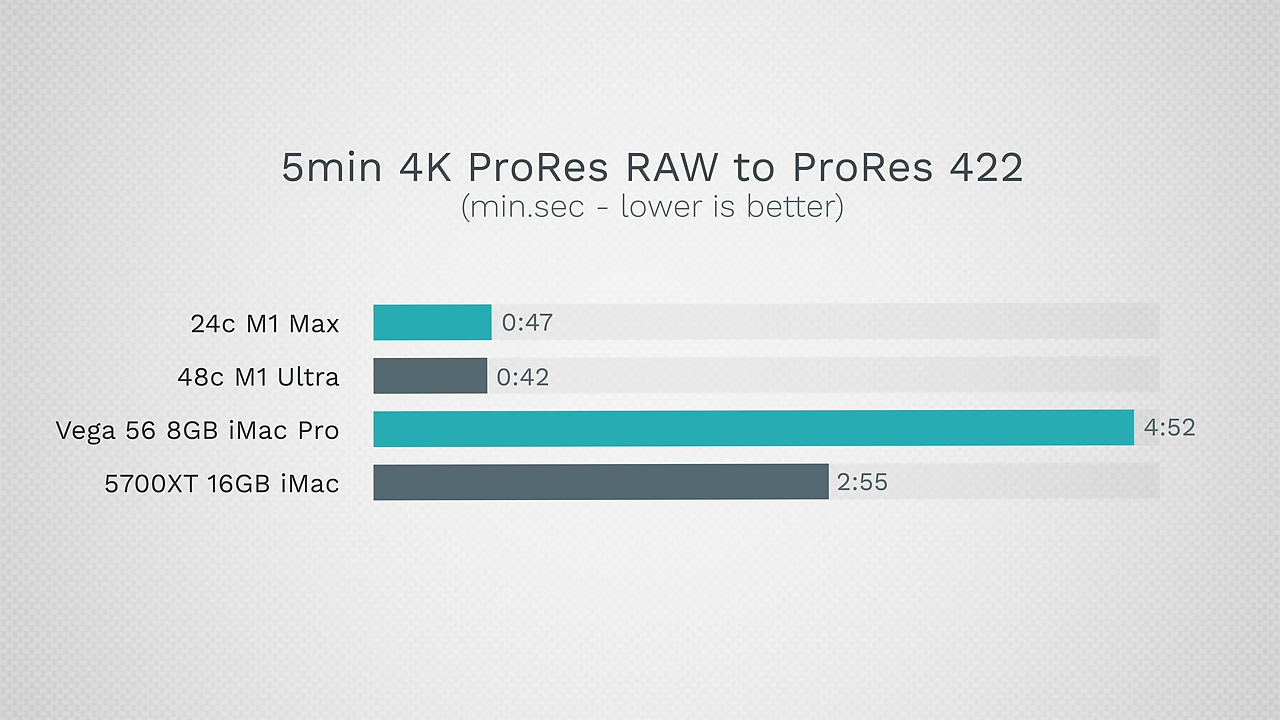 5min 4K ProRes RAW to ProRes 422
(min.sec - lower is better)
24c M1 Max 0:47
48c M1 Ultra 0:42
Vega 56 8GB iMac Pro 4:52
5700XT 16GB iMac 2:55